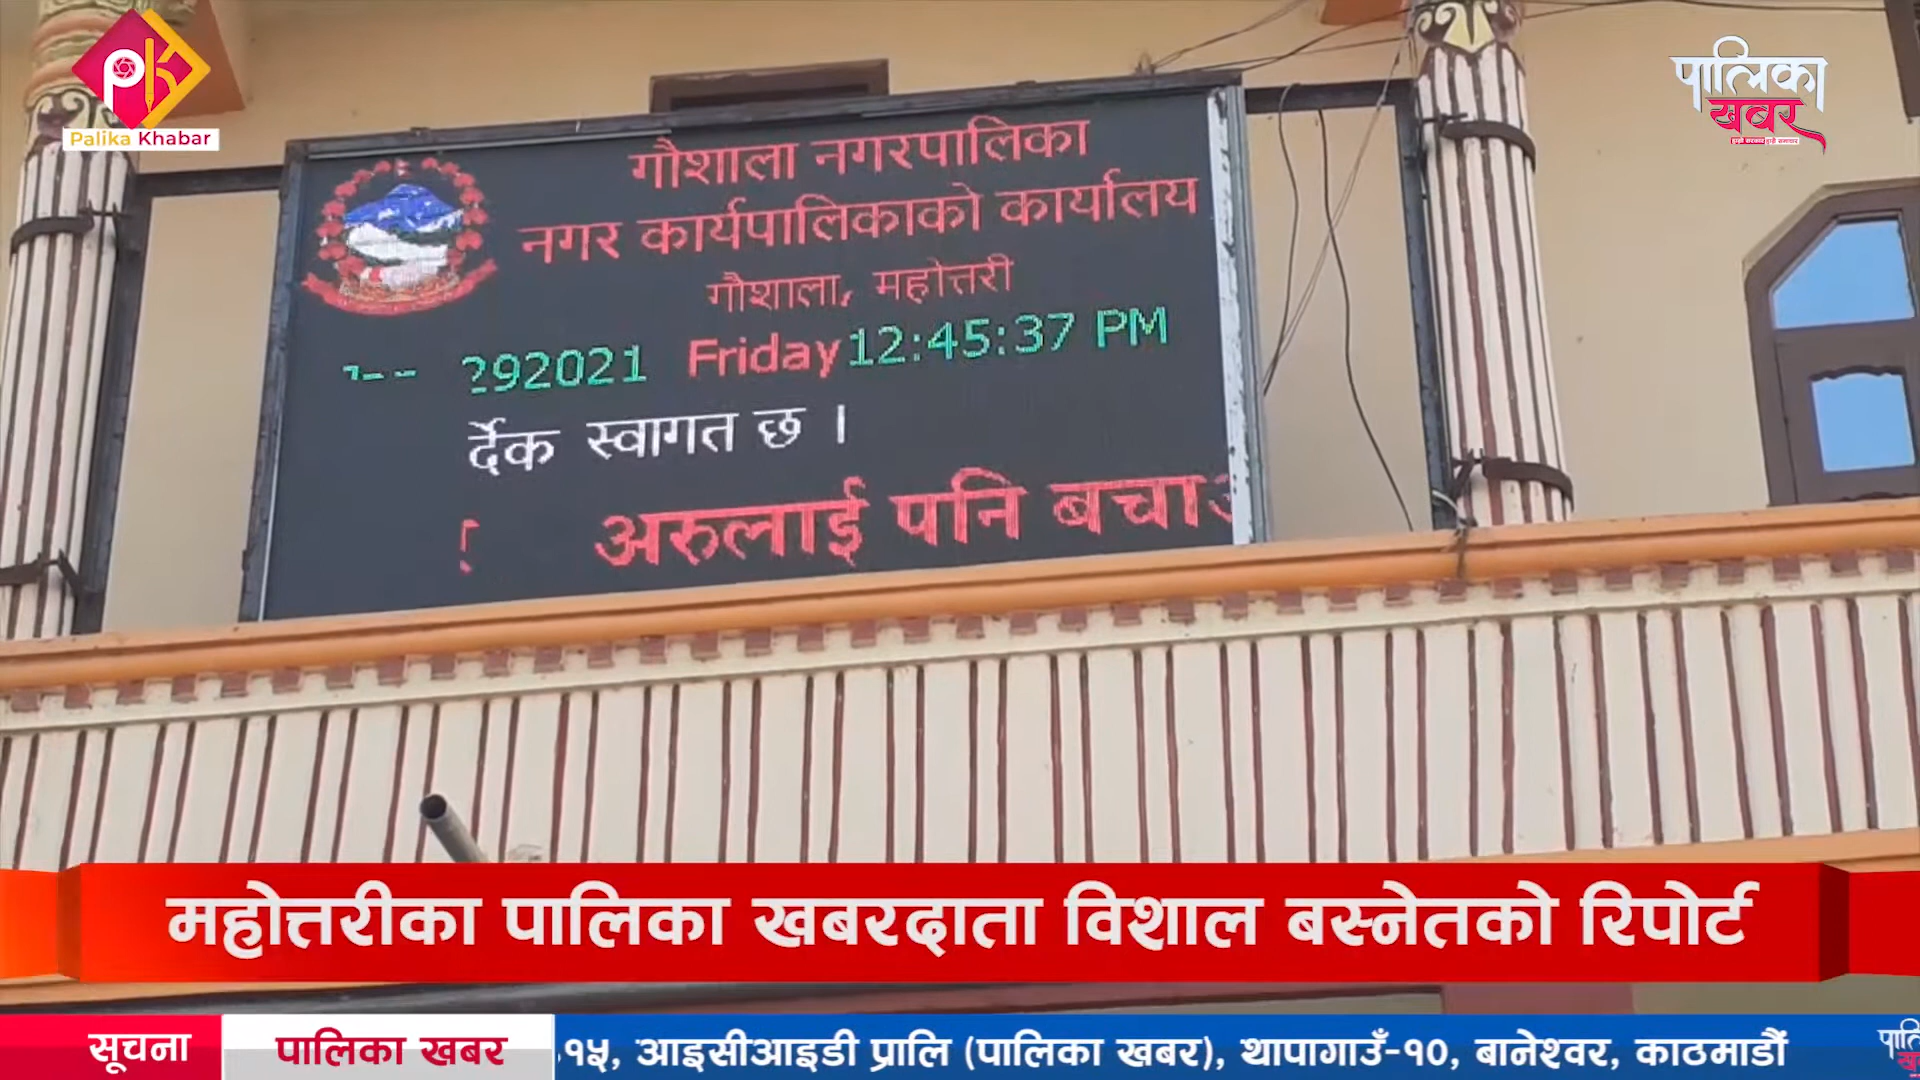 Palika Khabar
पालिका
खबर
गौशाला नगरपालिका
नगर कार्यपालिकाको कार्यालय
गौशाला, महोत्तरी
292021 Friday 12:45:37 PM
र्देक स्वागत छ ।
अरुलाई पनि बचा
महोत्तरीका पालिका खबरदाता विशाल बस्नेतको रिपोर्ट
सूचना पालिका खबर १५, आइसीआइडी प्रालि (पालिका खबर), थापागाउँ-१०, बानेश्वर, काठमाडौं